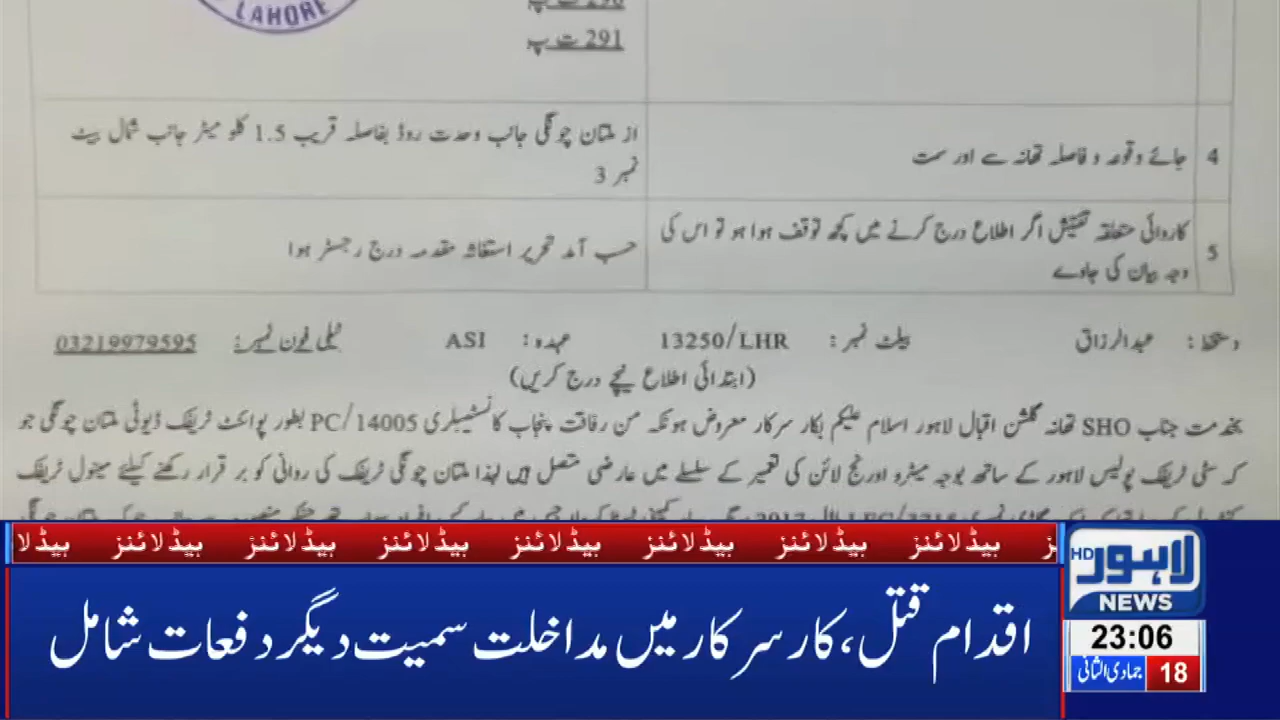 LAHORE
290 ت پ
291 ت پ
4 جائے وقوعہ و فاصلہ تھانہ سے اور سمت
از ملتان چونگی جانب وحدت روڈ بفاصلہ قریب 1.5 کلو میٹر جانب شمال بیٹ
نمبر 3
5 کاروائی متعلقہ تفتیش اگر اطلاع درج کرنے میں کچھ توقف ہوا ہو تو اس کی
وجہ بیان کی جاوے
حسب آمد تحریر استغاثہ مقدمہ درج رجسٹر ہوا
دستخط : عبدالرزاق بیلٹ نمبر : 13250/LHR عہدہ : ASI ٹیلی فون نمبر : 03219979595
(ابتدائی اطلاع نیچے درج کریں)
بخدمت جناب SHO تھانہ گلشن اقبال لاہور اسلام علیکم بکار سرکار معروض ہوںکہ من رفاقت پنجاب کانسٹیبلری PC/14005 بطور پوائنٹ ٹریفک ڈیوٹی ملتان چونگی جو
کہ سٹی ٹریفک پولیس لاہور کے ساتھ بوجہ میٹرو اورنج لائن کی تعمیر کے سلسلے میں عارضی متصل ہیں لہذا ملتان چونگی ٹریفک کی روانی کو بر قرار رکھنے کیلئے مینول ٹریفک
ہیڈلائنز ہیڈلائنز ہیڈلائنز ہیڈلائنز ہیڈلائنز ہیڈلائنز ہیڈلائنز ہیڈلا
اقدام قتل، کار سرکار میں مداخلت سمیت دیگر دفعات شامل
لاہور HD
NEWS
23:06
18 جمادی الثانی